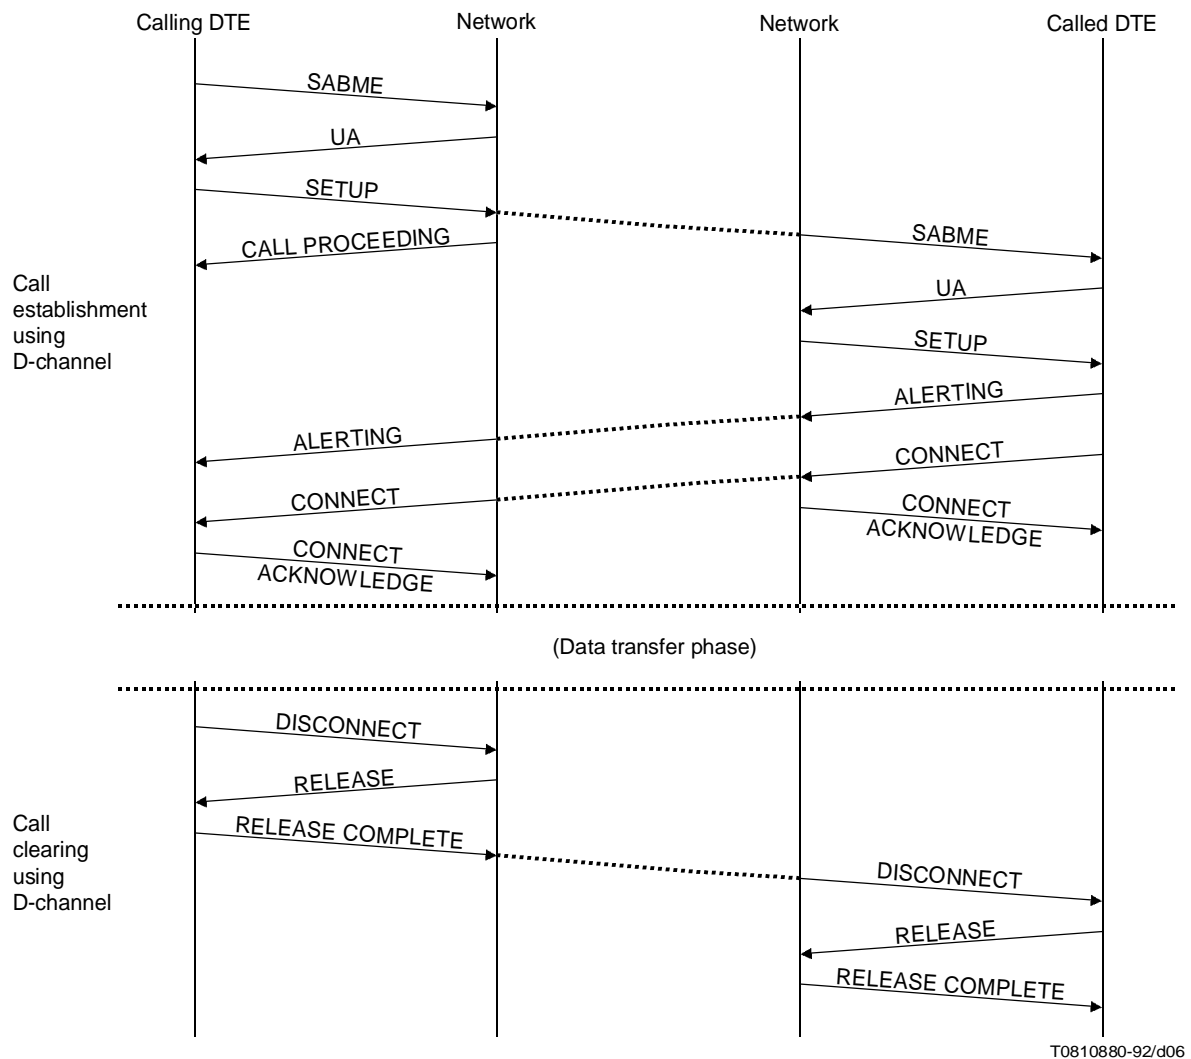 Calling DTE
Network
Network
Called DTE
SABME
UA
SETUP
CALL PROCEEDING
SABME
UA
SETUP
ALERTING
ALERTING
CONNECT
CONNECT
CONNECT
ACKNOWLEDGE
CONNECT
ACKNOWLEDGE
Call
establishment
using
D-channel
(Data transfer phase)
DISCONNECT
RELEASE
RELEASE COMPLETE
DISCONNECT
RELEASE
RELEASE COMPLETE
Call
clearing
using
D-channel
T0810880-92/d06